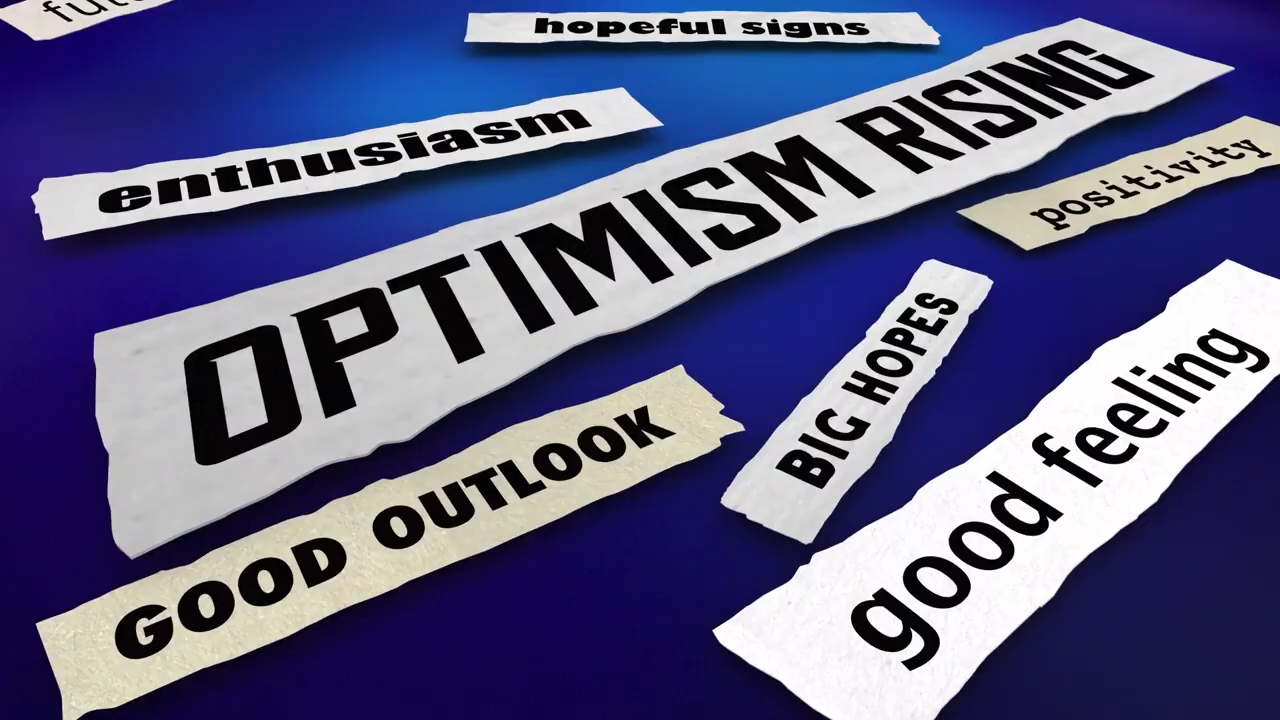 hopeful signs
enthusiasm
OPTIMISM RISING
positivity
BIG HOPES
GOOD OUTLOOK
good feeling